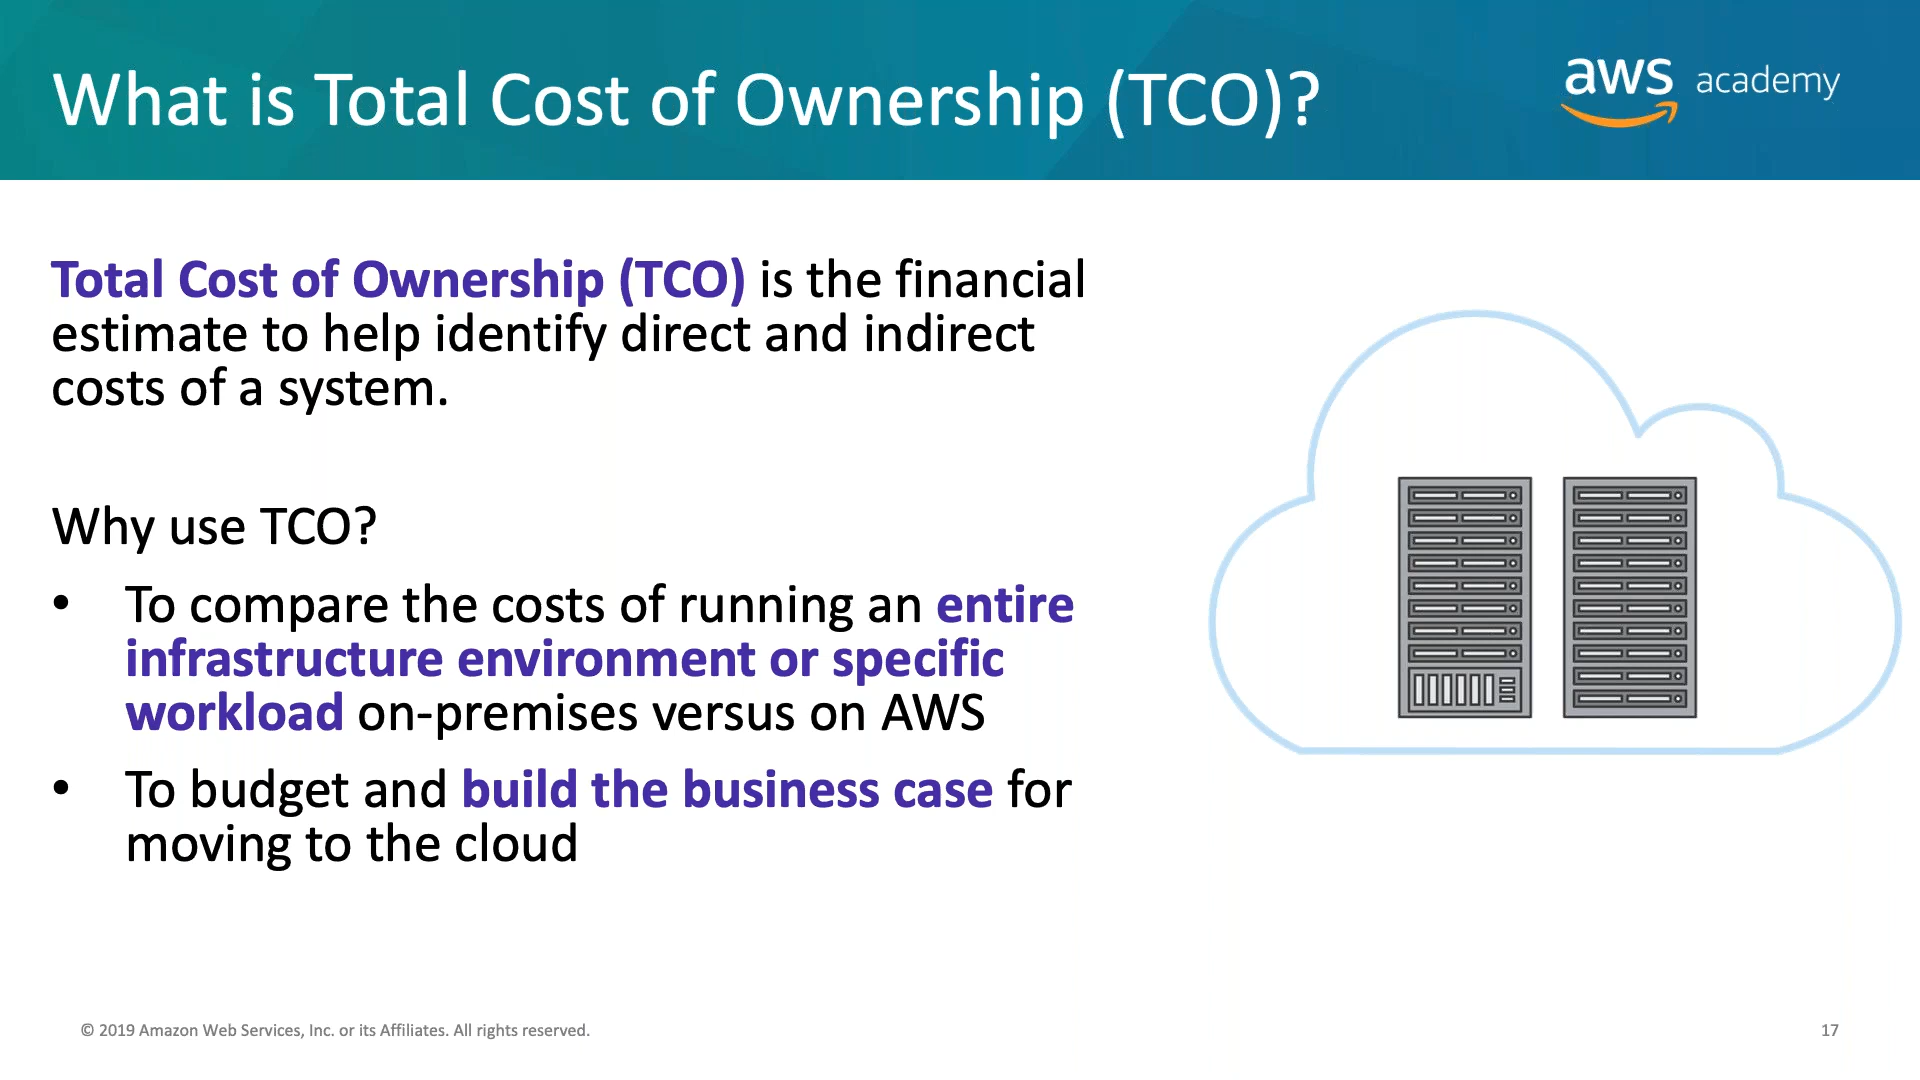 What is Total Cost of Ownership (TCO)?
aws academy
Total Cost of Ownership (TCO) is the financial
estimate to help identify direct and indirect
costs of a system.
Why use TCO?
• To compare the costs of running an entire
infrastructure environment or specific
workload on-premises versus on AWS
• To budget and build the business case for
moving to the cloud
© 2019 Amazon Web Services, Inc. or its Affiliates. All rights reserved.
17